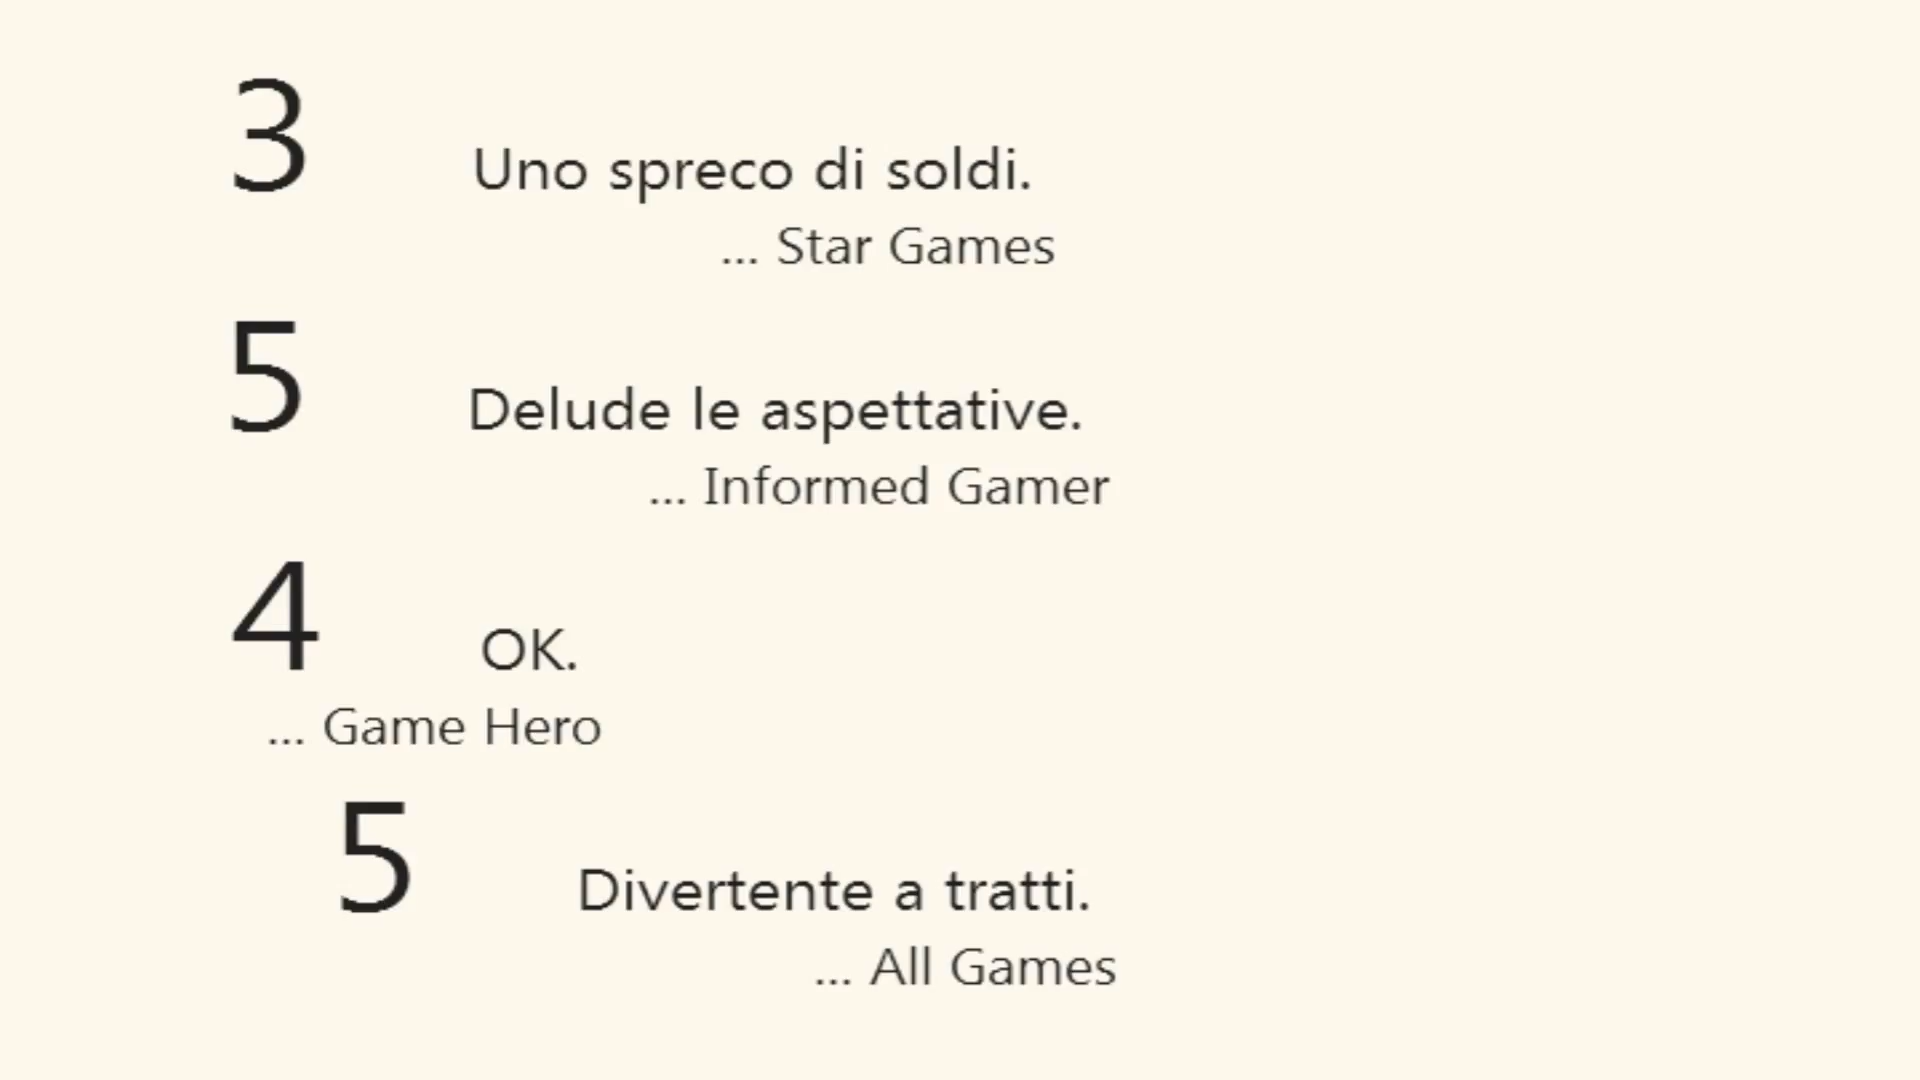 3 Uno spreco di soldi.
... Star Games
5 Delude le aspettative.
... Informed Gamer
4 OK.
... Game Hero
5 Divertente a tratti.
... All Games